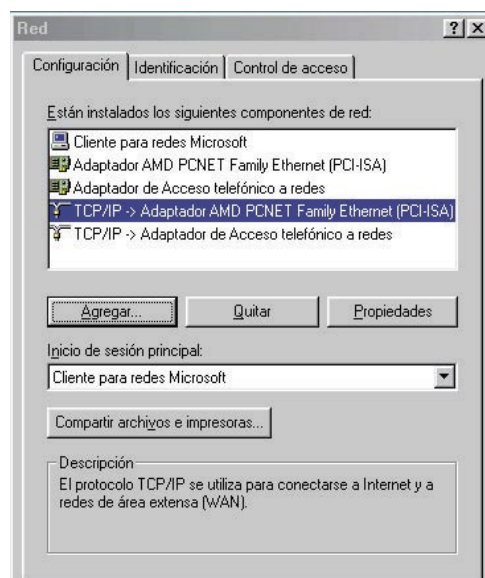 Red
Configuración Identificación Control de acceso
Están instalados los siguientes componentes de red:
Cliente para redes Microsoft
Adaptador AMD PCNET Family Ethernet (PCI-ISA)
Adaptador de Acceso telefónico a redes
TCP/IP -> Adaptador AMD PCNET Family Ethernet (PCI-ISA)
TCP/IP -> Adaptador de Acceso telefónico a redes
Agregar... Quitar Propiedades
Inicio de sesión principal:
Cliente para redes Microsoft
Compartir archivos e impresoras...
Descripción
El protocolo TCP/IP se utiliza para conectarse a Internet y a
redes de área extensa (WAN).